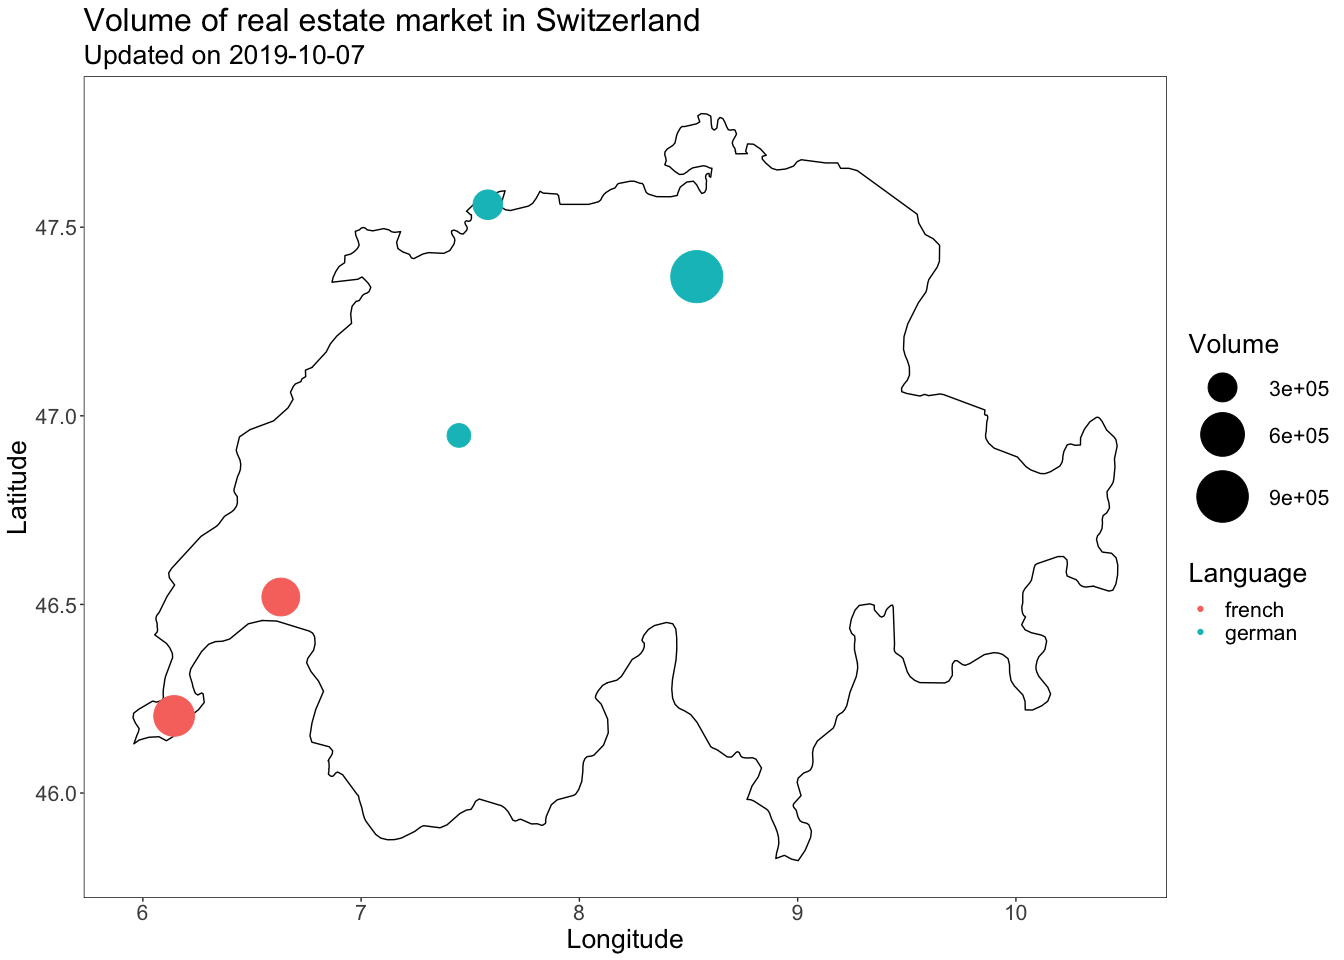 Volume of real estate market in Switzerland
Updated on 2019-10-07
47.5
47.0
46.5
46.0
Latitude
6 7 8 9 10
Longitude
Volume
3e+05
6e+05
9e+05
Language
french
german